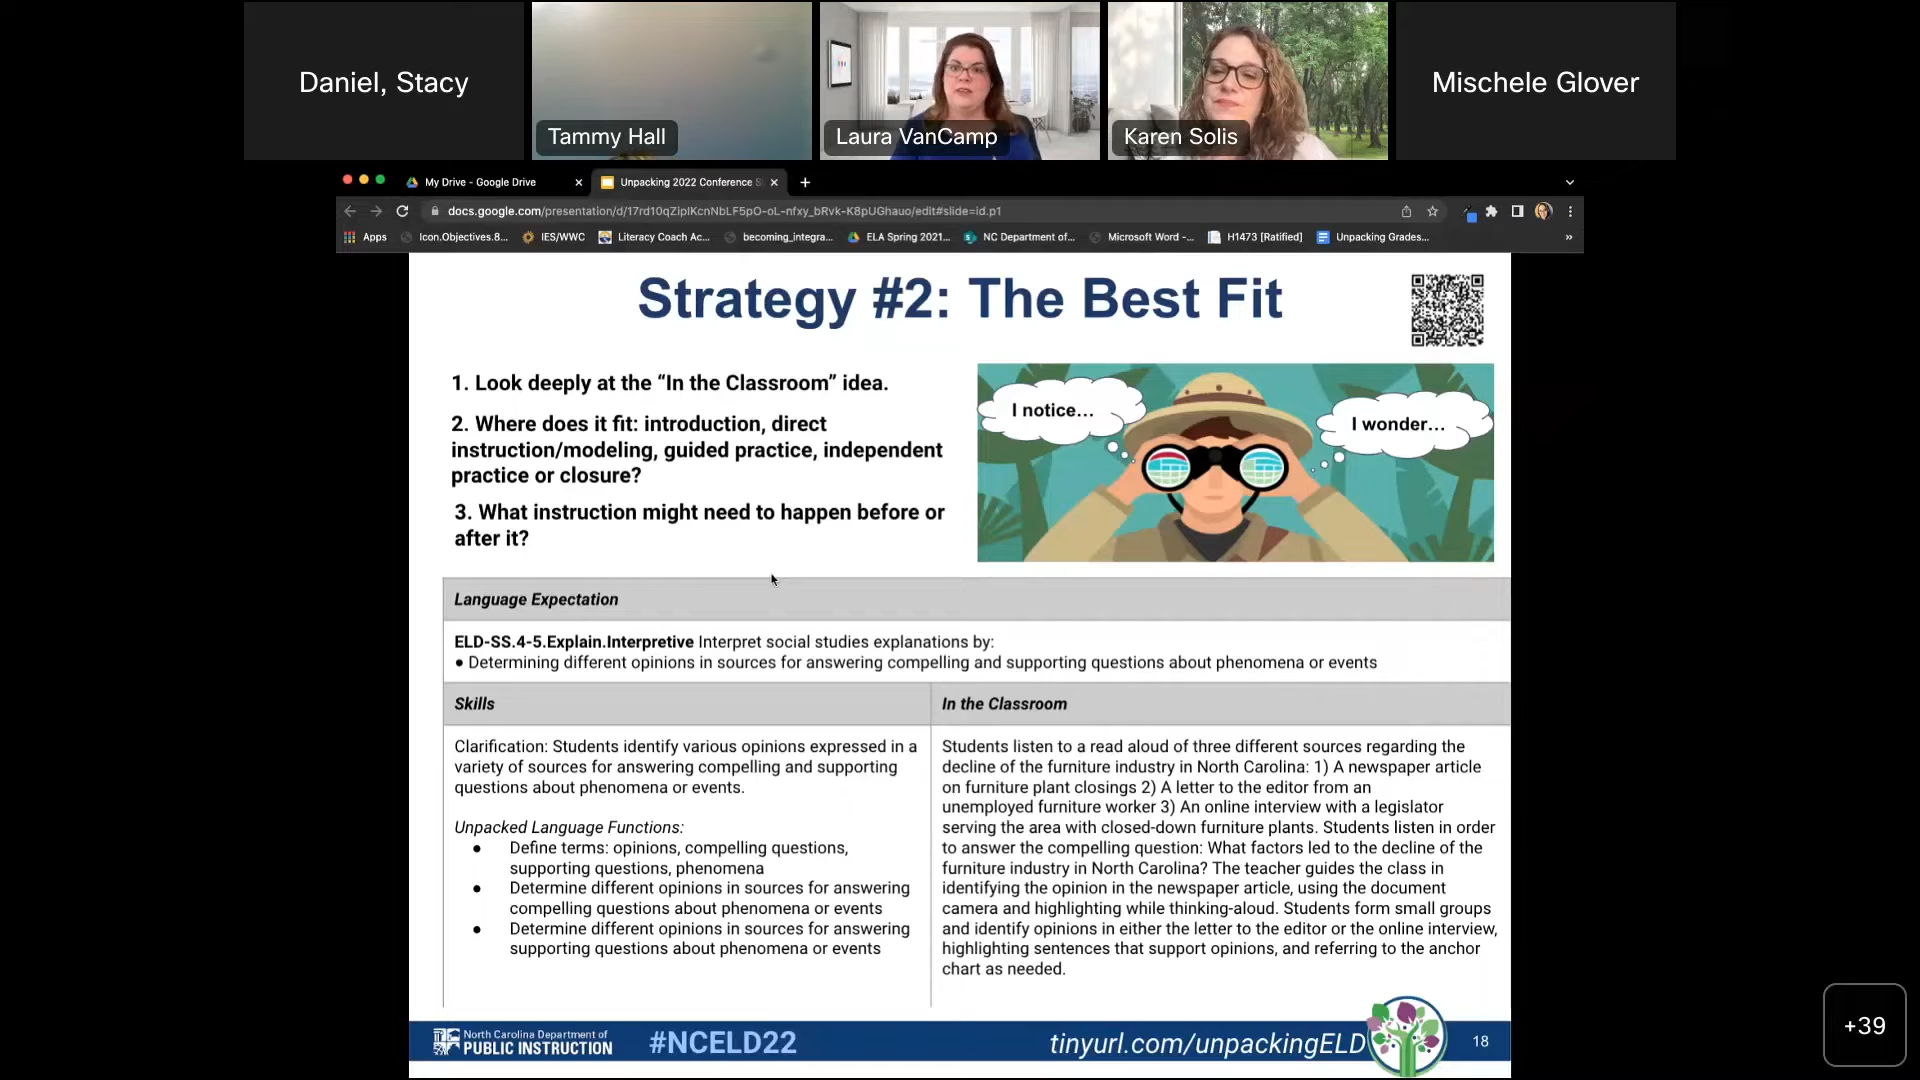 Daniel, Stacy
Tammy Hall
Laura VanCamp
Karen Solis
Mischele Glover
My Drive - Google Drive
Unpacking 2022 Conference S
docs.google.com/presentation/d/17rd10qZipIKcnNbLF5pO-oL-nfxy_bRvk-K8pUGhauo/edit#slide=id.p1
Apps
Icon.Objectives.8...
IES/WWC
Literacy Coach Ac...
becoming_integra...
ELA Spring 2021...
NC Department of...
Microsoft Word -...
H1473 [Ratified]
Unpacking Grades...
»
Strategy #2: The Best Fit
1. Look deeply at the “In the Classroom” idea.
2. Where does it fit: introduction, direct
instruction/modeling, guided practice, independent
practice or closure?
3. What instruction might need to happen before or
after it?
I notice…
I wonder…
Language Expectation
ELD-SS.4-5.Explain.Interpretive Interpret social studies explanations by:
● Determining different opinions in sources for answering compelling and supporting questions about phenomena or events
Skills
Clarification: Students identify various opinions expressed in a
variety of sources for answering compelling and supporting
questions about phenomena or events.
Unpacked Language Functions:
● Define terms: opinions, compelling questions,
supporting questions, phenomena
● Determine different opinions in sources for answering
compelling questions about phenomena or events
● Determine different opinions in sources for answering
supporting questions about phenomena or events
In the Classroom
Students listen to a read aloud of three different sources regarding the
decline of the furniture industry in North Carolina: 1) A newspaper article
on furniture plant closings 2) A letter to the editor from an
unemployed furniture worker 3) An online interview with a legislator
serving the area with closed-down furniture plants. Students listen in order
to answer the compelling question: What factors led to the decline of the
furniture industry in North Carolina? The teacher guides the class in
identifying the opinion in the newspaper article, using the document
camera and highlighting while thinking-aloud. Students form small groups
and identify opinions in either the letter to the editor or the online interview,
highlighting sentences that support opinions, and referring to the anchor
chart as needed.
North Carolina Department of
PUBLIC INSTRUCTION
#NCELD22
tinyurl.com/unpackingELD
18
+39